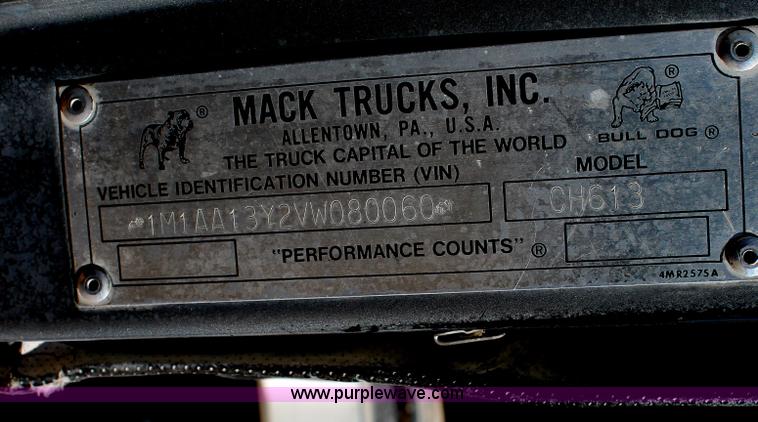 MACK TRUCKS, INC. ®
ALLENTOWN, PA., U.S.A.
THE TRUCK CAPITAL OF THE WORLD
®
BULL DOG ®
VEHICLE IDENTIFICATION NUMBER (VIN)
MODEL
1M1AA13Y2VW080060
CH613
"PERFORMANCE COUNTS" ®
4MR2575A
www.purplewave.com